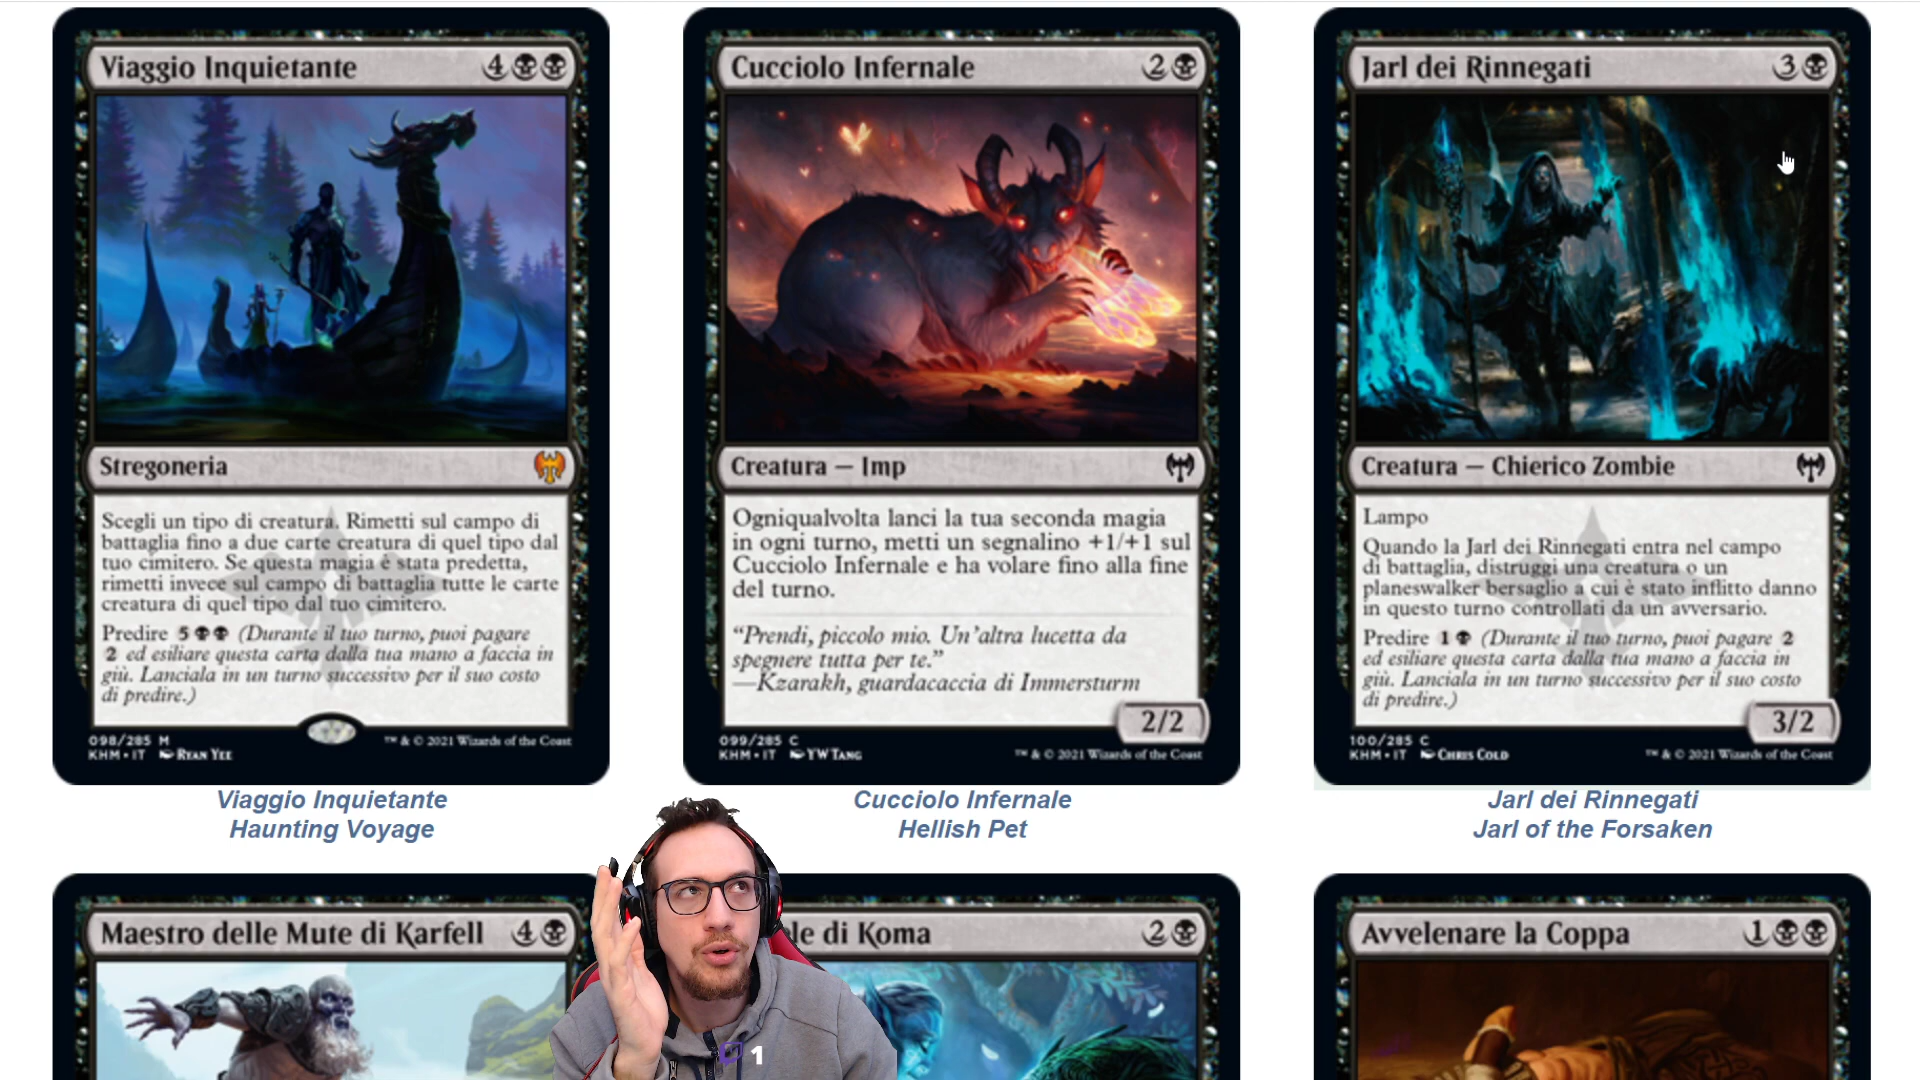 Viaggio Inquietante 4
Stregoneria
Scegli un tipo di creatura. Rimetti sul campo di
battaglia fino a due carte creatura di quel tipo dal
tuo cimitero. Se questa magia è stata predetta,
rimetti invece sul campo di battaglia tutte le carte
creatura di quel tipo dal tuo cimitero.
Predire 5 (Durante il tuo turno, puoi pagare
2 ed esiliare questa carta dalla tua mano a faccia in
giù. Lanciala in un turno successivo per il suo costo
di predire.)
098/285 M
KHM • IT Ryan Yee
™ & © 2021 Wizards of the Coast
Viaggio Inquietante
Haunting Voyage
Cucciolo Infernale 2
Creatura — Imp
Ogniqualvolta lanci la tua seconda magia
in ogni turno, metti un segnalino +1/+1 sul
Cucciolo Infernale e ha volare fino alla fine
del turno.
“Prendi, piccolo mio. Un’altra lucetta da
spegnere tutta per te.”
—Kzarakh, guardacaccia di Immersturm
2/2
099/285 C
KHM • IT YW Tang
™ & © 2021 Wizards of the Coast
Cucciolo Infernale
Hellish Pet
Jarl dei Rinnegati 3
Creatura — Chierico Zombie
Lampo
Quando la Jarl dei Rinnegati entra nel campo
di battaglia, distruggi una creatura o un
planeswalker bersaglio a cui è stato inflitto danno
in questo turno controllati da un avversario.
Predire 1 (Durante il tuo turno, puoi pagare 2
ed esiliare questa carta dalla tua mano a faccia in
giù. Lanciala in un turno successivo per il suo costo
di predire.)
3/2
100/285 C
KHM • IT Chris Cold
™ & © 2021 Wizards of the Coast
Jarl dei Rinnegati
Jarl of the Forsaken
Maestro delle Mute di Karfell 4
di Koma 2
Avvelenare la Coppa 1
1